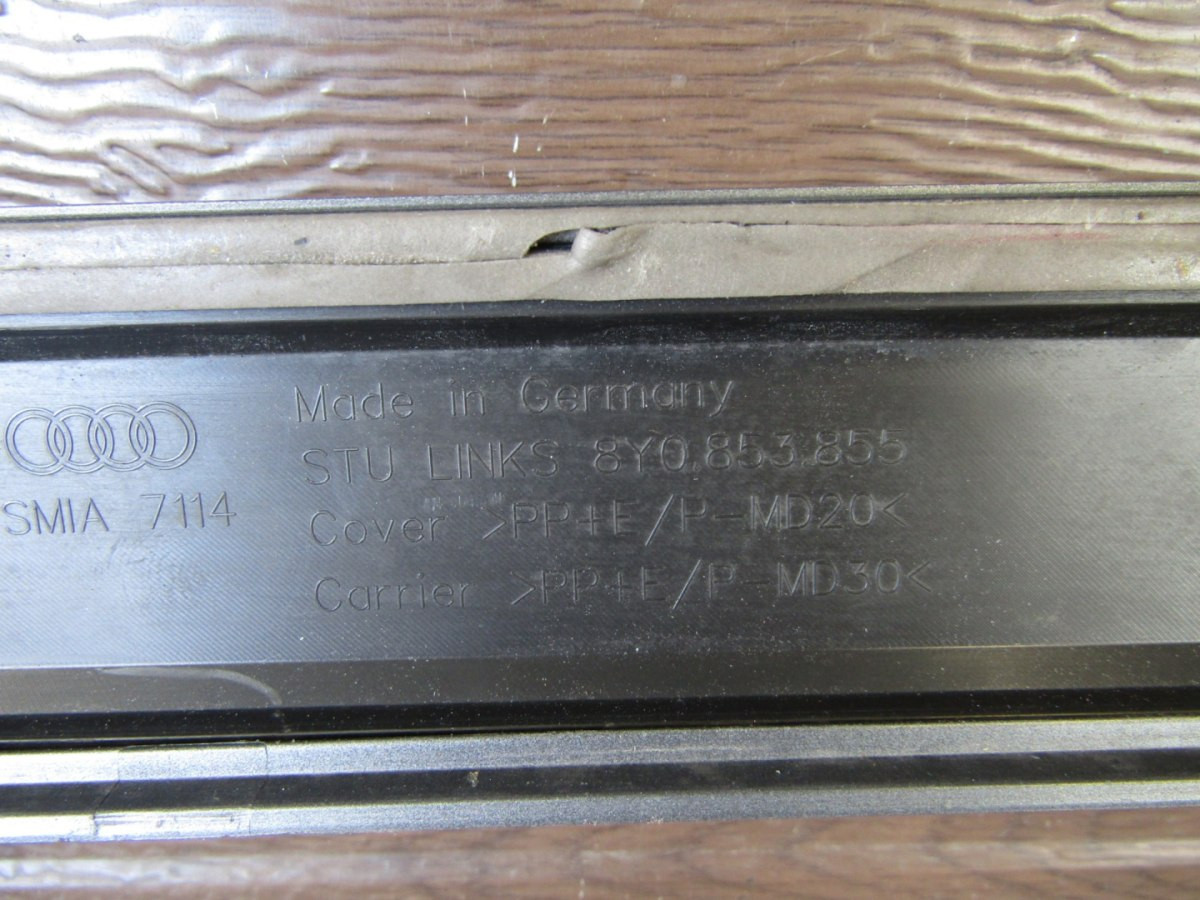 Made in Germany
STU LINKS 8Y0.853.855
SMIA 7114
Cover >PP+E/P-MD20<
Carrier >PP+E/P-MD30<